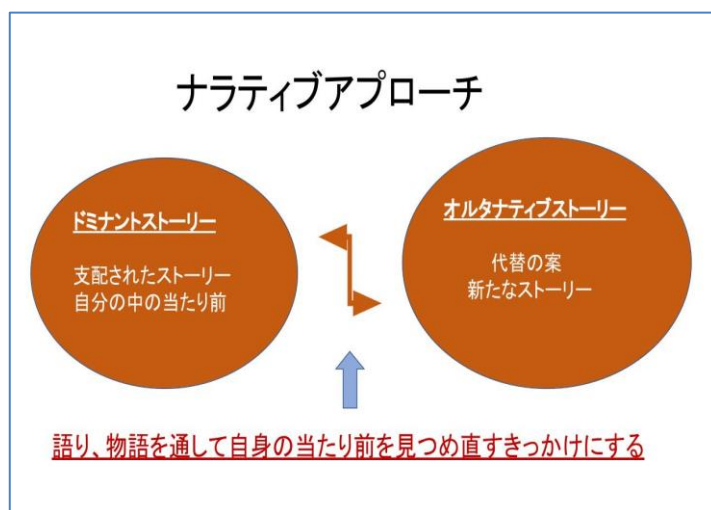 ナラティブアプローチ
ドミナントストーリー
支配されたストーリー
自分の中の当たり前
オルタナティブストーリー
代替の案
新たなストーリー
語り、物語を通して自身の当たり前を見つめ直すきっかけにする